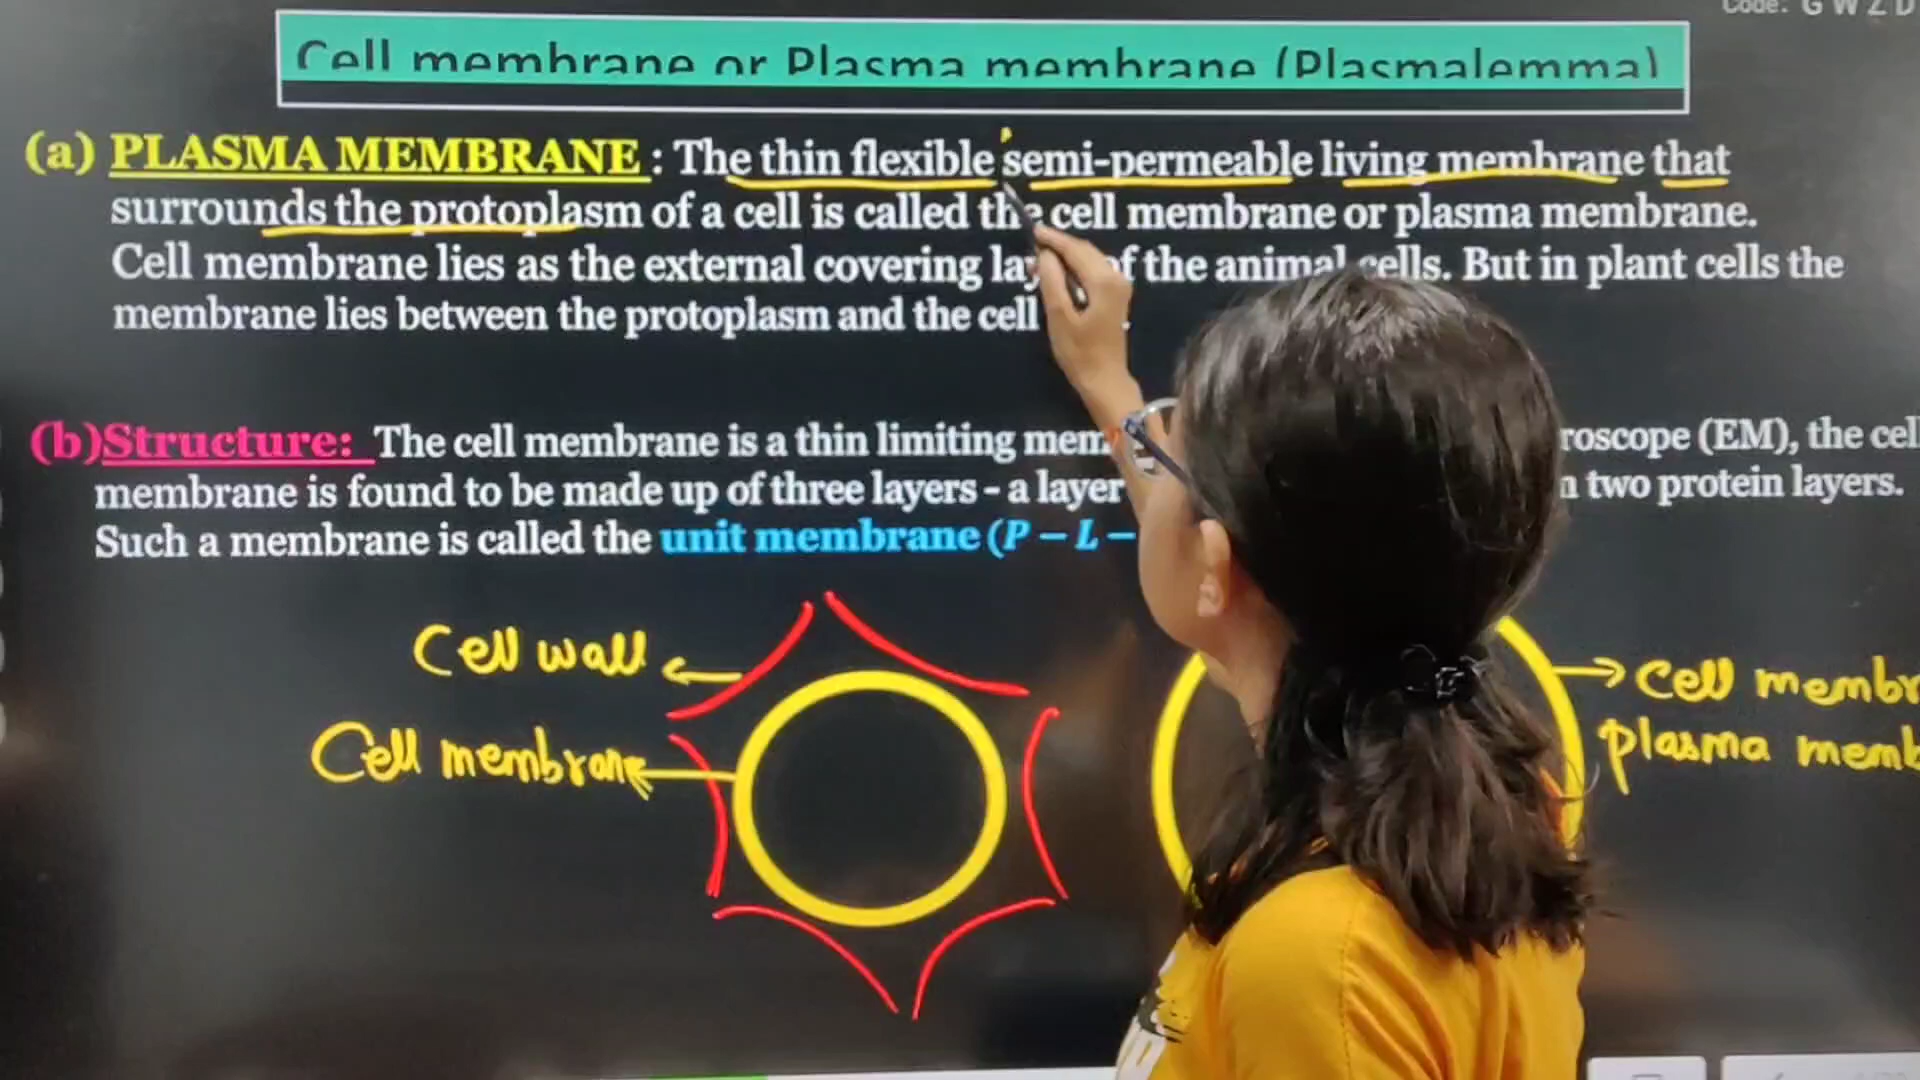 Code: G W Z D
Cell membrane or Plasma membrane (Plasmalemma)
(a) PLASMA MEMBRANE : The thin flexible semi-permeable living membrane that
surrounds the protoplasm of a cell is called the cell membrane or plasma membrane.
Cell membrane lies as the external covering of the animal cells. But in plant cells the
membrane lies between the protoplasm and the cell
(b)Structure: The cell membrane is a thin limiting roscope (EM), the cel
membrane is found to be made up of three layers - a layer two protein layers.
Such a membrane is called the unit membrane (P – L –
Cell wall
Cell membrane
Cell membr
plasma memb